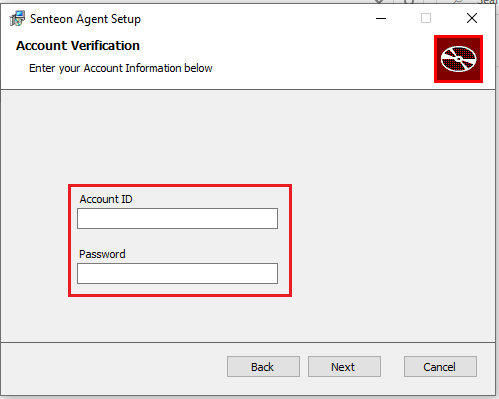 Senteon Agent Setup
Account Verification
Enter your Account Information below
Account ID
Password
Back
Next
Cancel